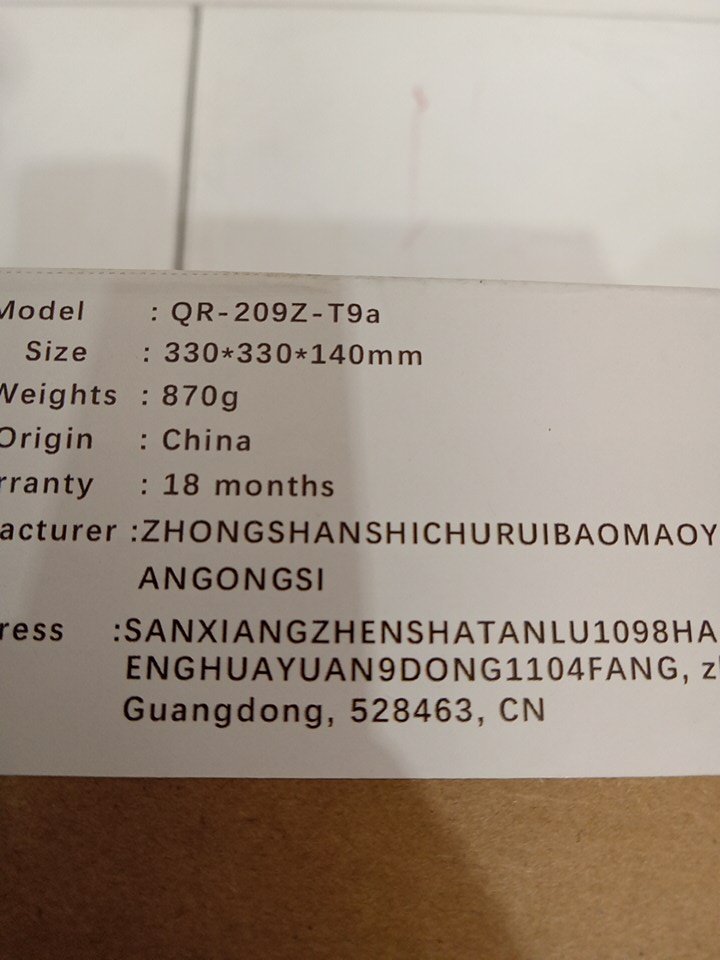 Model : QR-209Z-T9a
Size : 330*330*140mm
Weights : 870g
Origin : China
rranty : 18 months
acturer :ZHONGSHANSHICHURUIBAOMAOY
ANGONGSI
ress :SANXIANGZHENSHATANLU1098HA
ENGHUAYUAN9DONG1104FANG,
Guangdong, 528463, CN